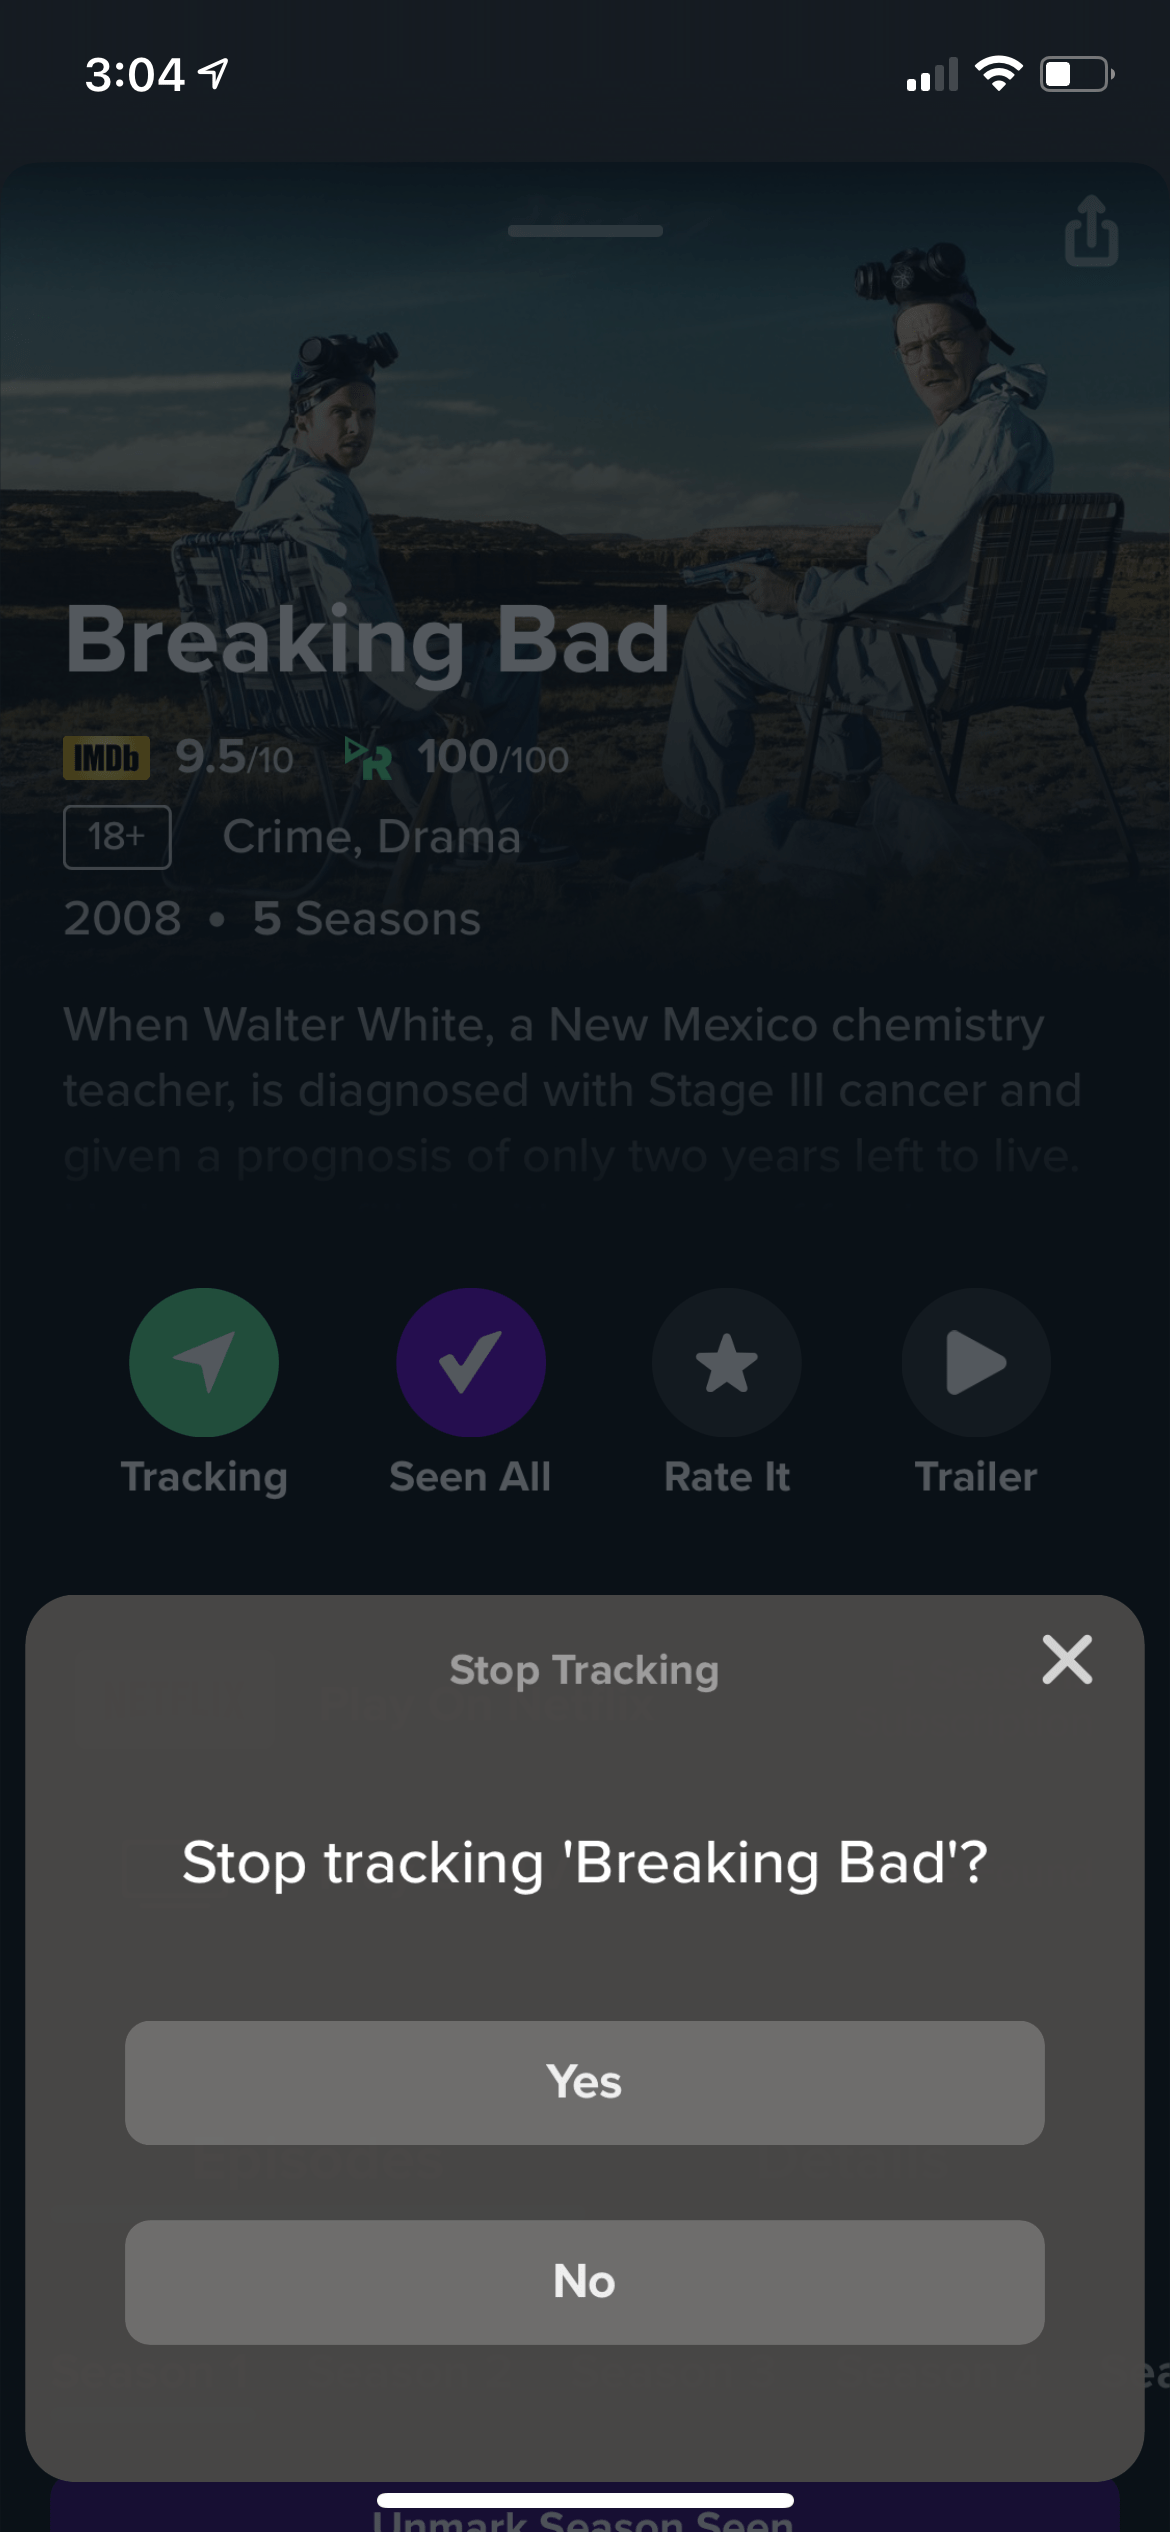 3:04
Breaking Bad
IMDb 9.5/10 R 100/100
18+ Crime, Drama
2008 • 5 Seasons
When Walter White, a New Mexico chemistry
teacher, is diagnosed with Stage III cancer and
given a prognosis of only two years left to live.
Tracking Seen All Rate It Trailer
Stop Tracking
Stop tracking 'Breaking Bad'?
Yes
Episodes Details
No
Unmark Season Seen